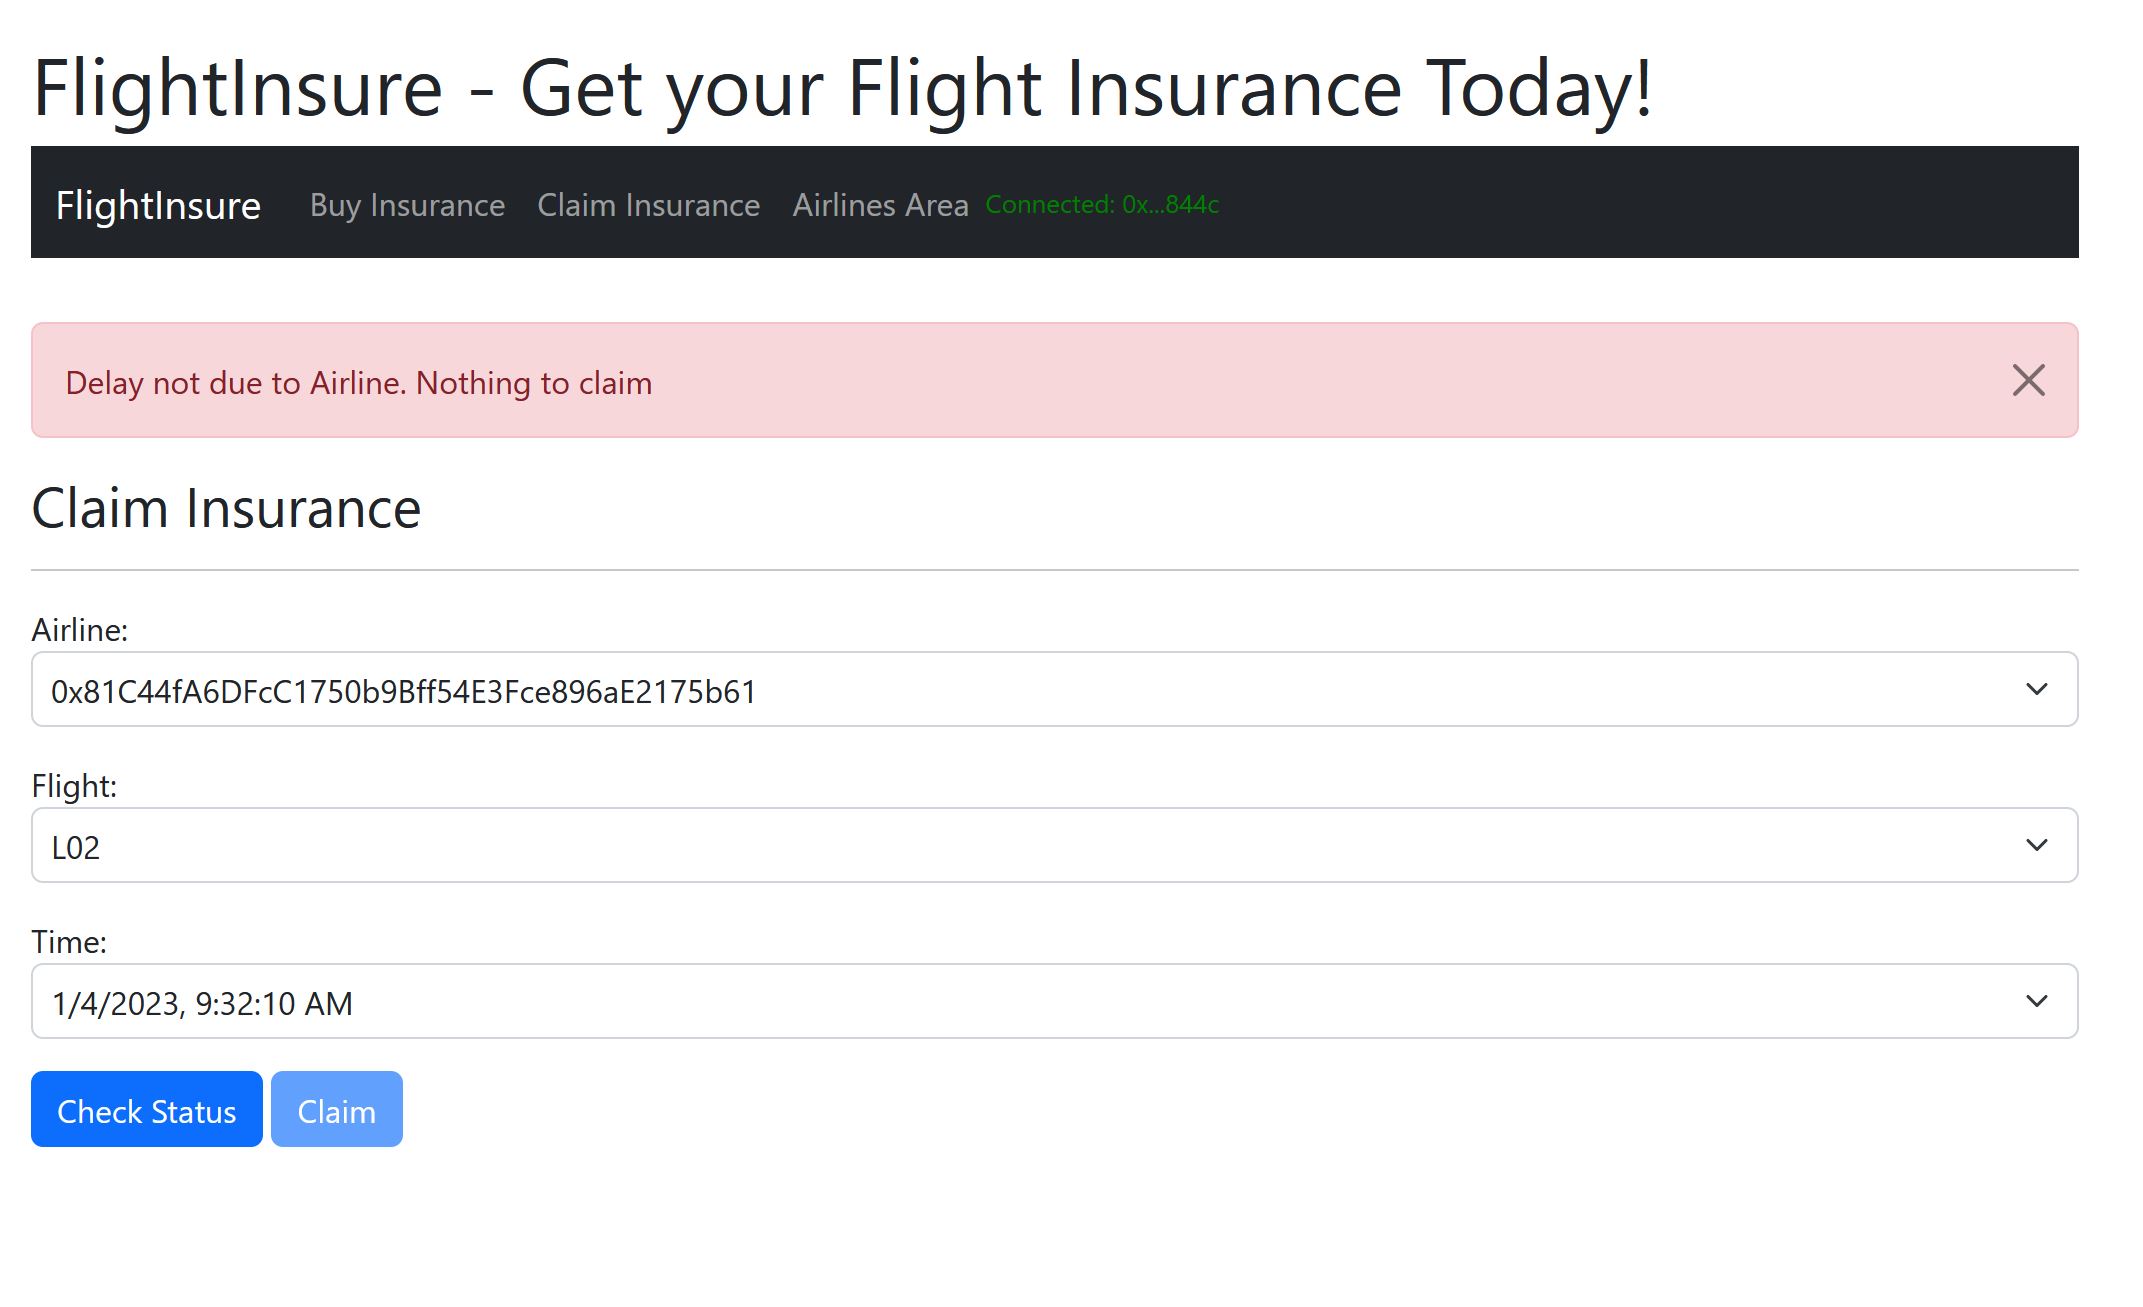 FlightInsure - Get your Flight Insurance Today!
FlightInsure Buy Insurance Claim Insurance Airlines Area Connected: 0x...844c
Delay not due to Airline. Nothing to claim
Claim Insurance
Airline:
0x81C44fA6DFcC1750b9Bff54E3Fce896aE2175b61
Flight:
L02
Time:
1/4/2023, 9:32:10 AM
Check Status Claim